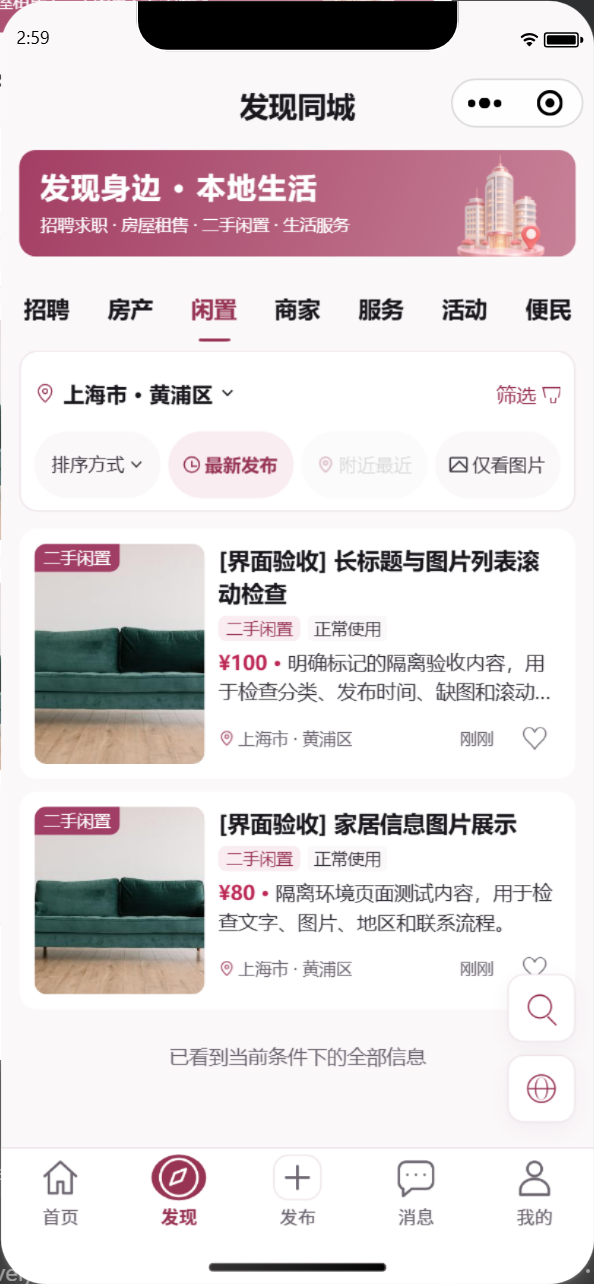 2:59
发现同城
发现身边 · 本地生活
招聘求职 · 房屋租售 · 二手闲置 · 生活服务
招聘 房产 闲置 商家 服务 活动 便民
上海市 · 黄浦区
筛选
排序方式 最新发布 附近最近 仅看图片
二手闲置
[界面验收] 长标题与图片列表滚
动检查
二手闲置 正常使用
¥100 · 明确标记的隔离验收内容，用
于检查分类、发布时间、缺图和滚动...
上海市 · 黄浦区 刚刚
二手闲置
[界面验收] 家居信息图片展示
二手闲置 正常使用
¥80 · 隔离环境页面测试内容，用于检
查文字、图片、地区和联系流程。
上海市 · 黄浦区 刚刚
已看到当前条件下的全部信息
首页 发现 发布 消息 我的